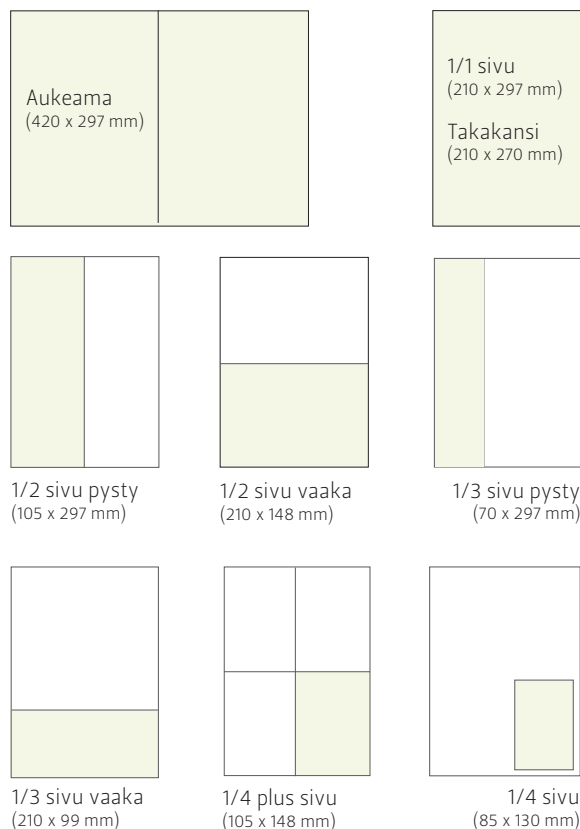 Aukeama
(420 x 297 mm)
1/1 sivu
(210 x 297 mm)
Takakansi
(210 x 270 mm)
1/2 sivu pysty
(105 x 297 mm)
1/2 sivu vaaka
(210 x 148 mm)
1/3 sivu pysty
(70 x 297 mm)
1/3 sivu vaaka
(210 x 99 mm)
1/4 plus sivu
(105 x 148 mm)
1/4 sivu
(85 x 130 mm)